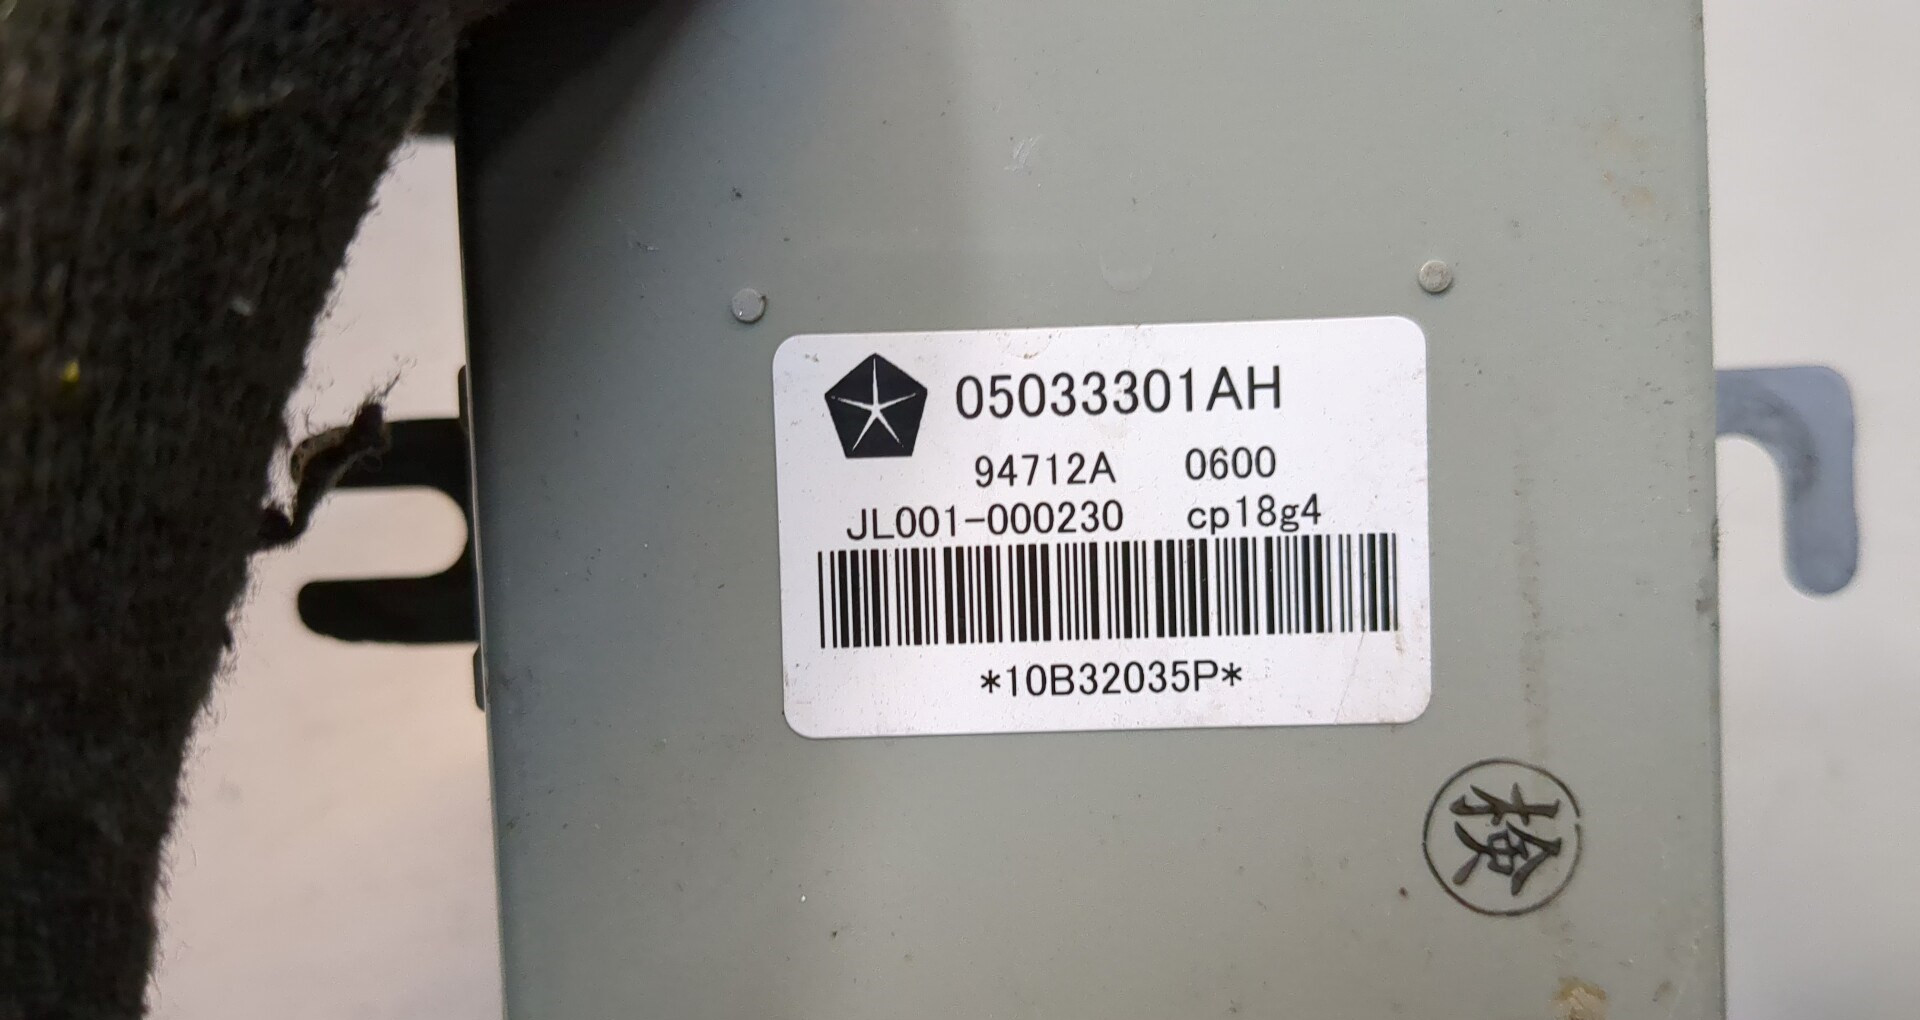 05033301AH
94712A 0600
JL001-000230 cp18g4
*10B32035P*
検